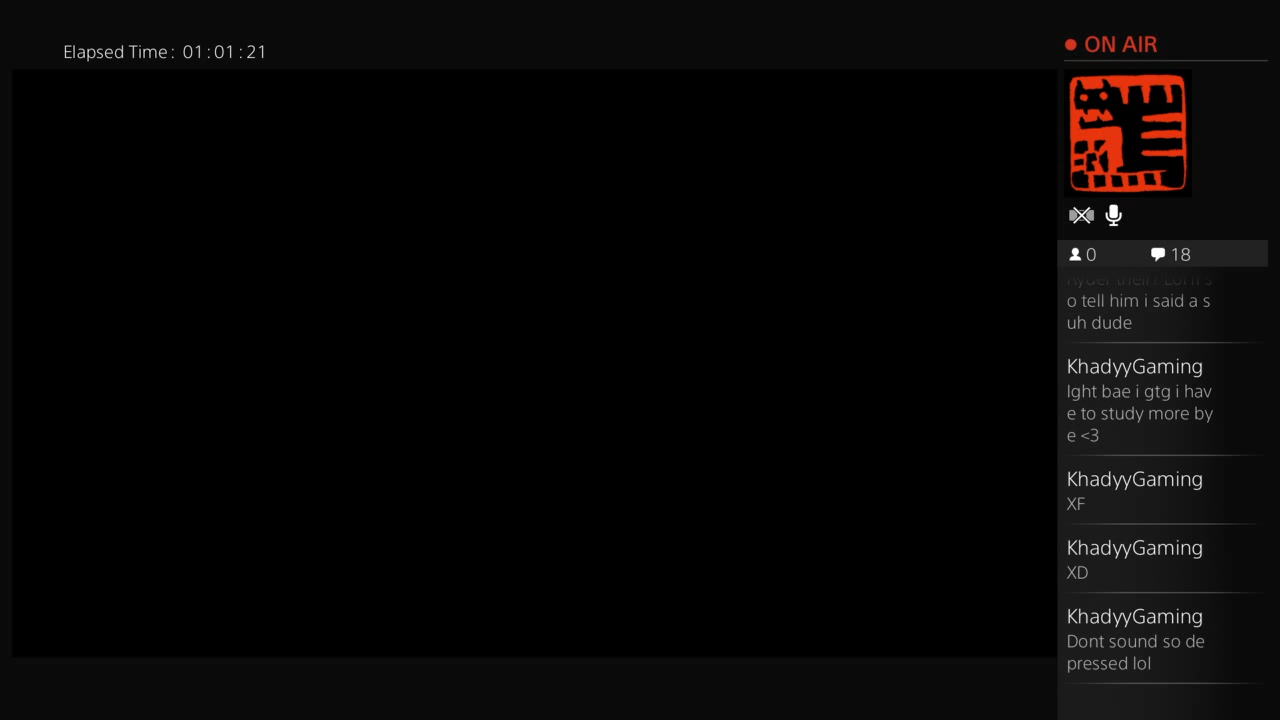 Elapsed Time: 01:01:21
ON AIR
0 18
o tell him i said a s
uh dude
KhadyyGaming
Ight bae i gtg i hav
e to study more by
e <3
KhadyyGaming
XF
KhadyyGaming
XD
KhadyyGaming
Dont sound so de
pressed lol